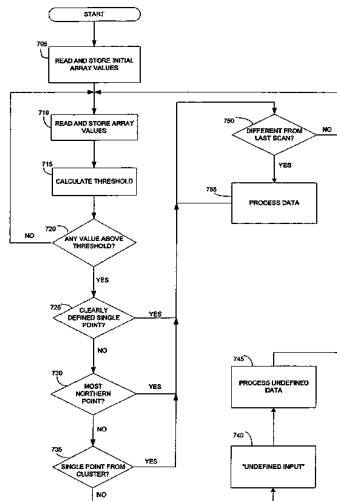 START
705
READ AND STORE INITIAL
ARRAY VALUES
710
READ AND STORE ARRAY
VALUES
715
CALCULATE THRESHOLD
720
ANY VALUE ABOVE
THRESHOLD?
NO
YES
725
CLEARLY
DEFINED SINGLE
POINT?
YES
NO
730
MOST
NORTHERN
POINT?
YES
NO
735
SINGLE POINT FROM
CLUSTER?
YES
NO
750
DIFFERENT FROM
LAST SCAN?
NO
YES
755
PROCESS DATA
745
PROCESS UNDEFINED
DATA
740
"UNDEFINED INPUT"